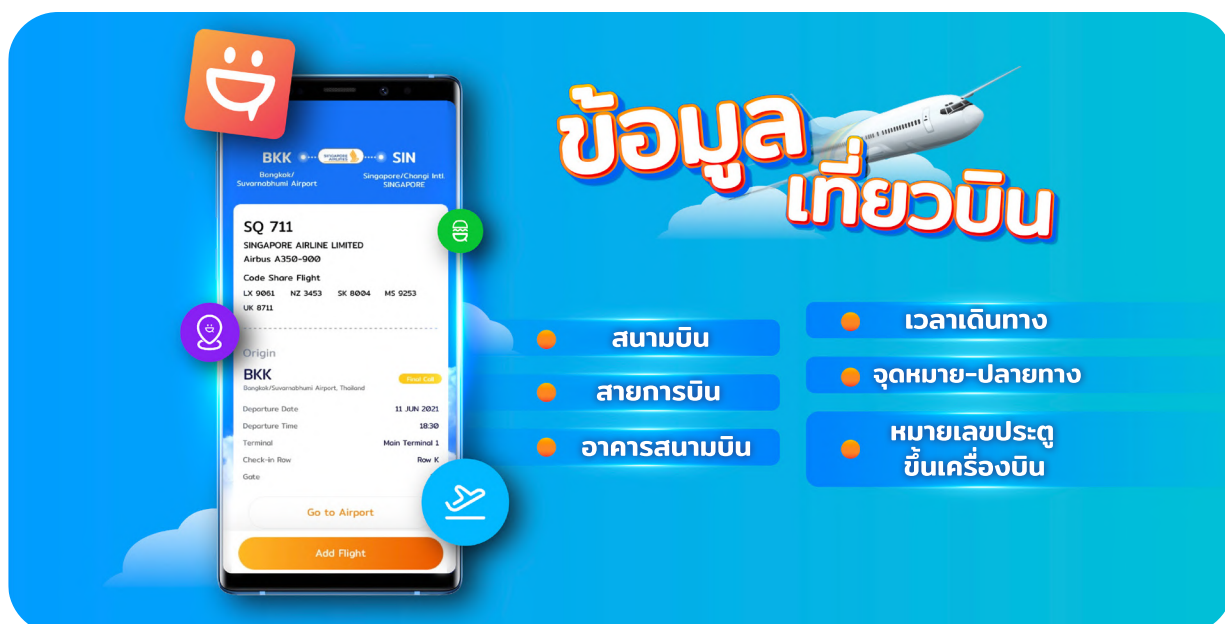 BKK
SINGAPORE AIRLINES
SIN
Bangkok/
Suvarnabhumi Airport
Singapore/Changi Intl
SINGAPORE
SQ 711
SINGAPORE AIRLINE LIMITED
Airbus A350-900
Code Share Flight
LX 9061 NZ 3453 SK 8004 MS 9253
UK 8711
Origin
BKK
Final Call
Bangkok/Suvarnabhumi Airport, Thailand
Departure Date 11 JUN 2021
Departure Time 18:30
Terminal Main Terminal 1
Check-in Row Row K
Gate
Go to Airport
Add Flight
ข้อมูล
เที่ยวบิน
สนามบิน
สายการบิน
อาคารสนามบิน
เวลาเดินทาง
จุดหมาย-ปลายทาง
หมายเลขประตู
ขึ้นเครื่องบิน